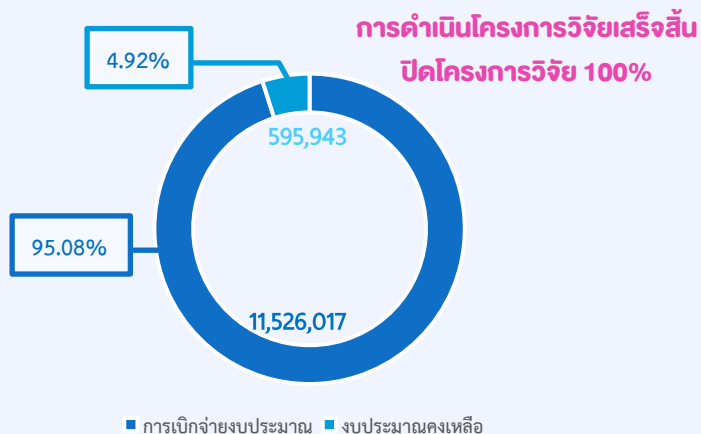 การดำเนินโครงการวิจัยเสร็จสิ้น
ปิดโครงการวิจัย 100%
4.92%
595,943
95.08%
11,526,017
การเบิกจ่ายงบประมาณ งบประมาณคงเหลือ